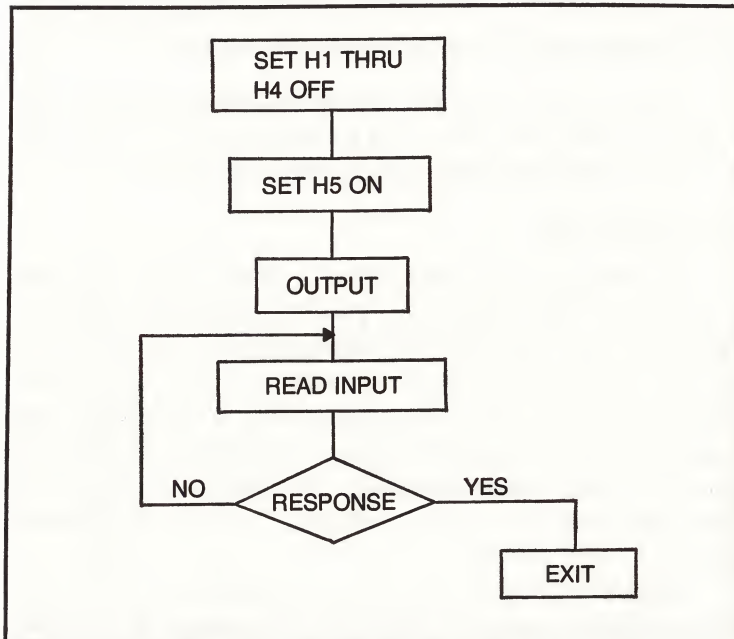 SET H1 THRU
H4 OFF
SET H5 ON
OUTPUT
READ INPUT
NO
RESPONSE
YES
EXIT